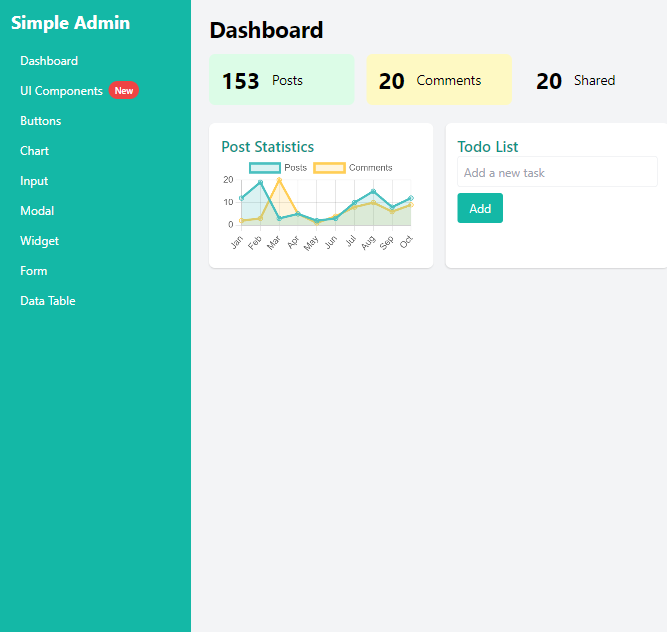 Simple Admin
Dashboard
UI Components New
Buttons
Chart
Input
Modal
Widget
Form
Data Table
Dashboard
153 Posts
20 Comments
20 Shared
Post Statistics
Posts Comments
20
10
0
Jan Feb Mar Apr May Jun Jul Aug Sep Oct
Todo List
Add a new task
Add